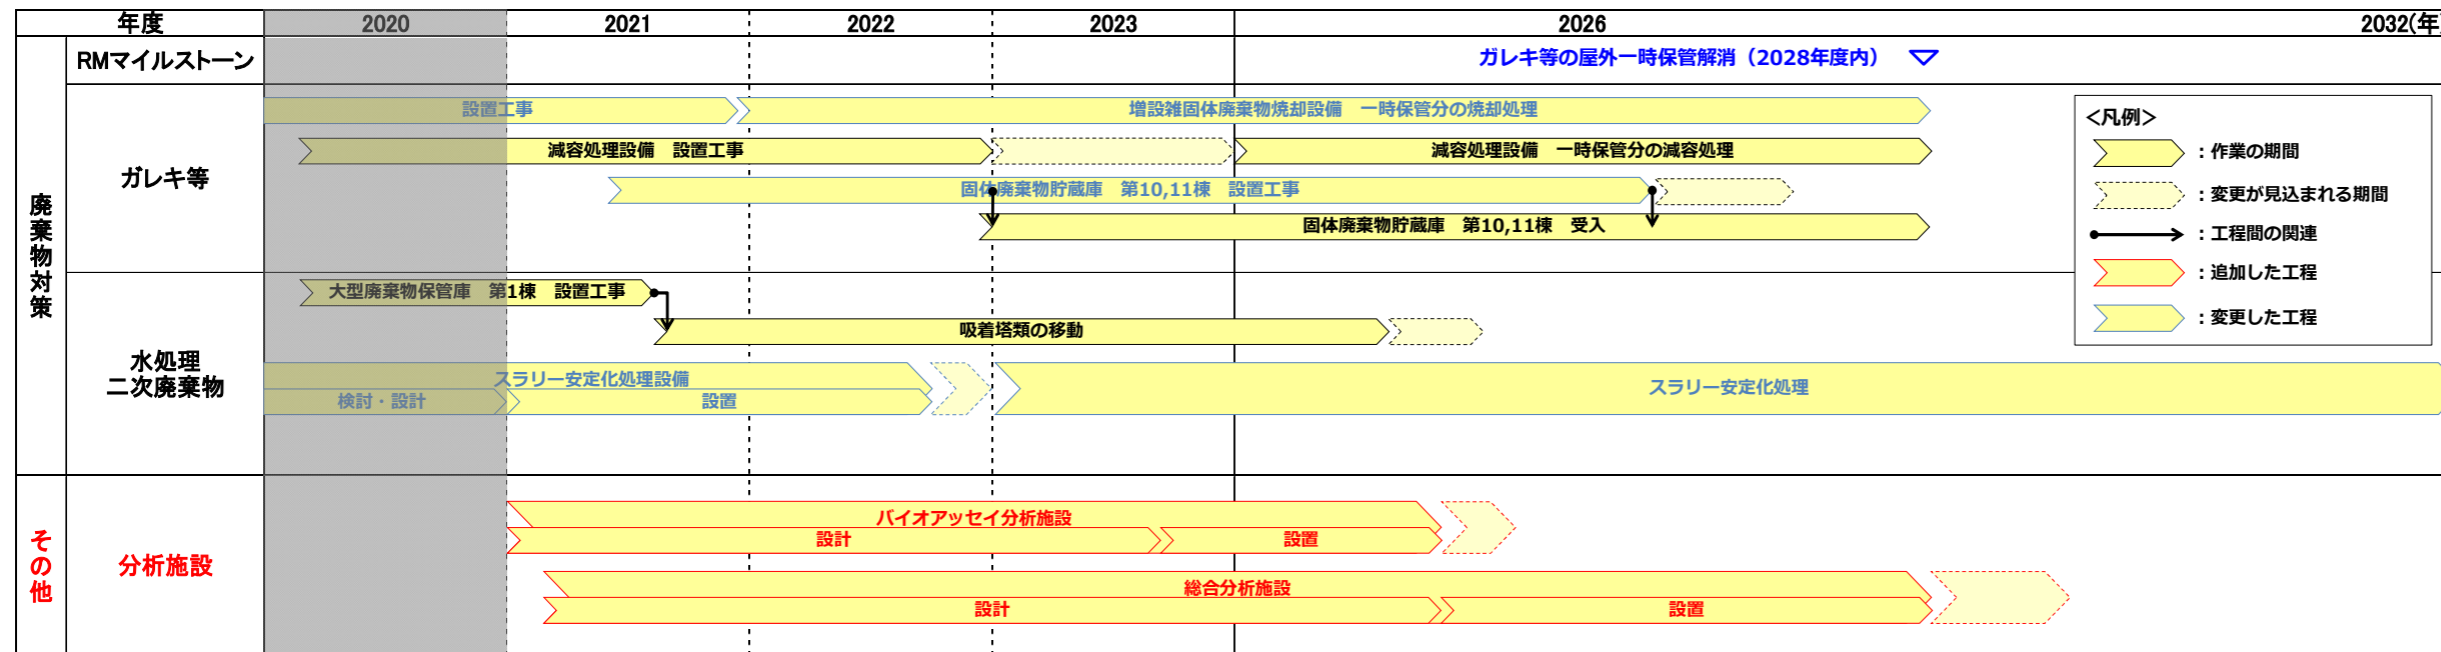 年度 2020 2021 2022 2023 2026 2032(年
廃棄物対策
RMマイルストーン
ガレキ等の屋外一時保管解消（2028年度内）
ガレキ等
設置工事
増設雑固体廃棄物焼却設備　一時保管分の焼却処理
減容処理設備　設置工事
減容処理設備　一時保管分の減容処理
固体廃棄物貯蔵庫　第10,11棟　設置工事
固体廃棄物貯蔵庫　第10,11棟　受入
水処理
二次廃棄物
大型廃棄物保管庫　第1棟　設置工事
吸着塔類の移動
スラリー安定化処理設備
検討・設計
設置
スラリー安定化処理
その他
分析施設
バイオアッセイ分析施設
設計
設置
総合分析施設
設計
設置
＜凡例＞
：作業の期間
：変更が見込まれる期間
：工程間の関連
：追加した工程
：変更した工程